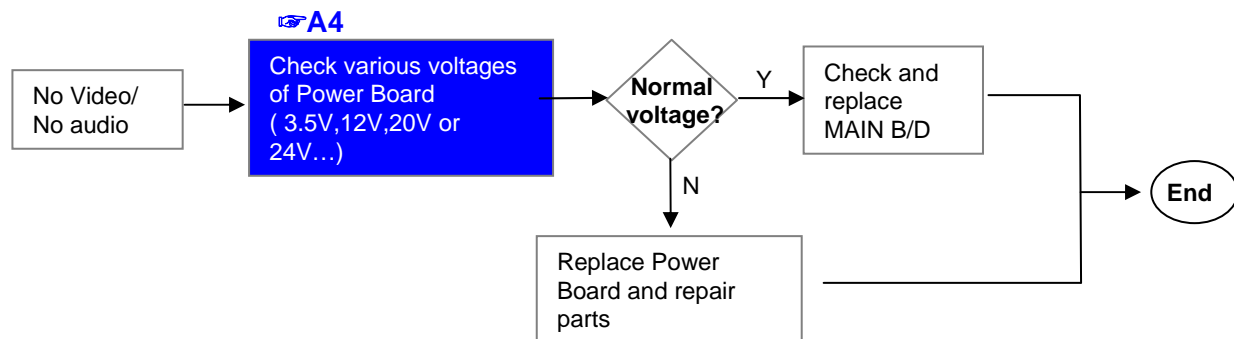 ☞A4
No Video/
No audio
Check various voltages
of Power Board
( 3.5V,12V,20V or
24V…)
Normal
voltage?
Y
Check and
replace
MAIN B/D
N
Replace Power
Board and repair
parts
End